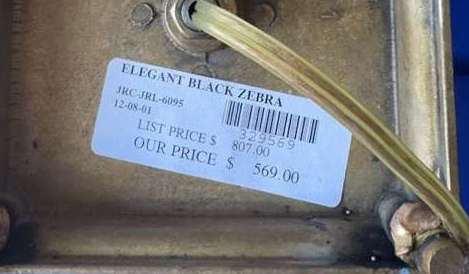 ELEGANT BLACK ZEBRA
JRC-JRL-6095
12-08-01
329569
LIST PRICE $ 807.00
OUR PRICE $ 569.00